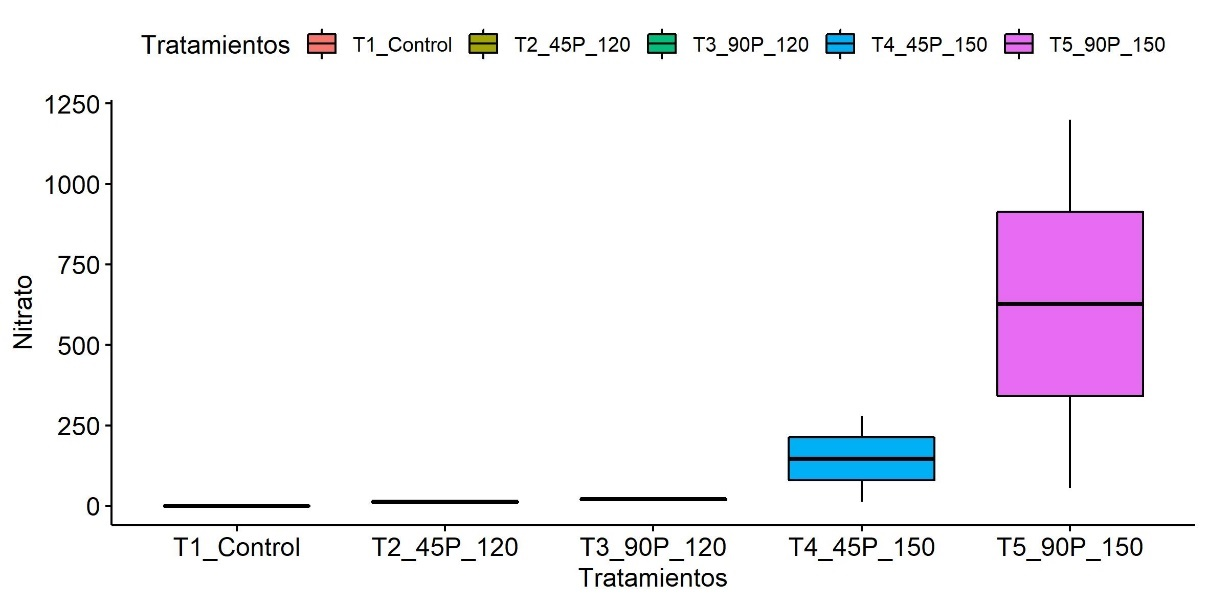 Tratamientos T1_Control T2_45P_120 T3_90P_120 T4_45P_150 T5_90P_150
1250
1000
750
500
250
0
Nitrato
T1_Control T2_45P_120 T3_90P_120 T4_45P_150 T5_90P_150
Tratamientos